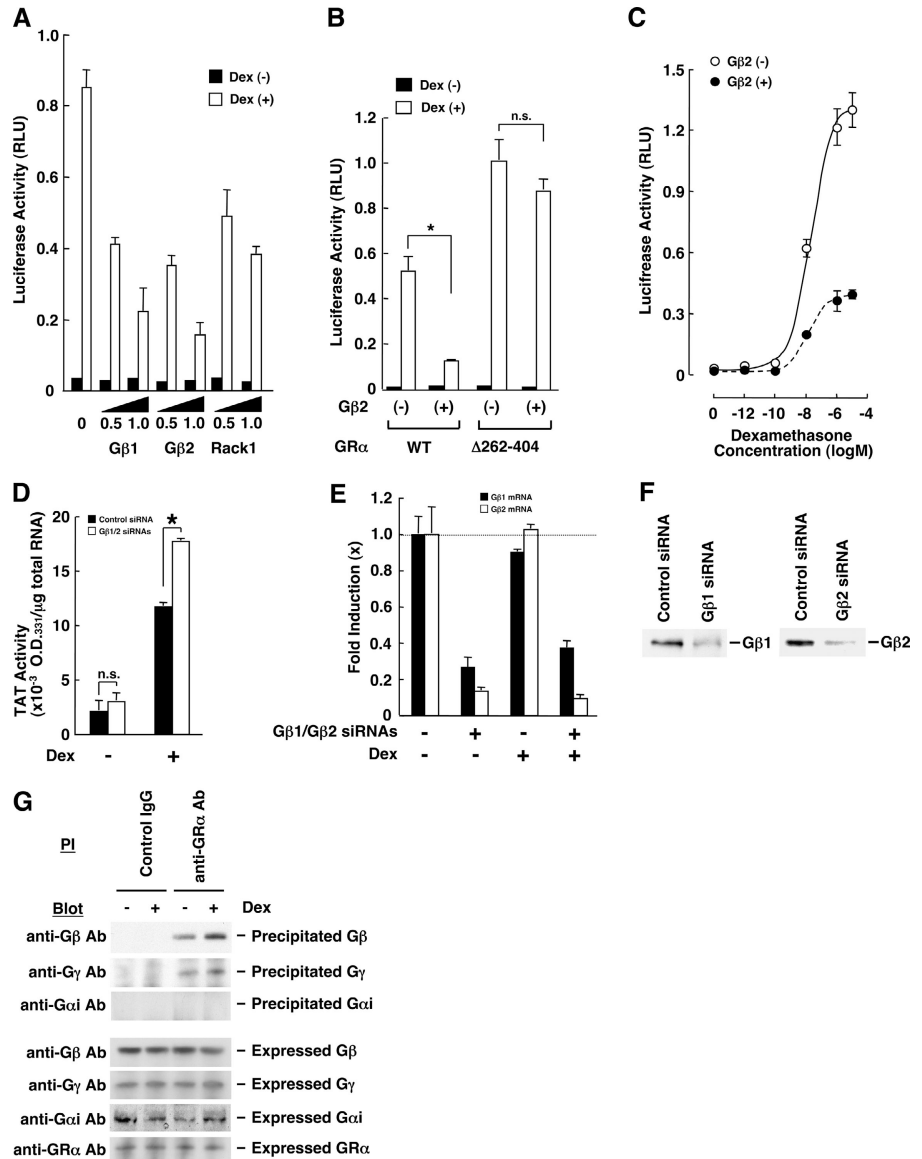 A
Luciferase Activity (RLU)
1.0
0.8
0.6
0.4
0.2
0
Dex (-)
Dex (+)
0 0.5 1.0 0.5 1.0 0.5 1.0
Gβ1 Gβ2 Rack1
B
Luciferase Activity (RLU)
1.2
1.0
0.8
0.6
0.4
0.2
0
Dex (-)
Dex (+)
n.s.
*
Gβ2 (-) (+) (-) (+)
GRα WT Δ262-404
C
Gβ2 (-)
Gβ2 (+)
Lucifrease Activity (RLU)
1.5
1.2
0.9
0.6
0.3
0
0 -12 -10 -8 -6 -4
Dexamethasone
Concentration (logM)
D
TAT Activity
(x10-3 O.D.331/μg total RNA)
20
15
10
5
0
Control siRNA
Gβ1/2 siRNAs
*
n.s.
Dex - +
E
Fold Induction (x)
1.2
1.0
0.8
0.6
0.4
0.2
0
Gβ1 mRNA
Gβ2 mRNA
Gβ1/Gβ2 siRNAs - + - +
Dex - - + +
F
Control siRNA
Gβ1 siRNA
–Gβ1
Control siRNA
Gβ2 siRNA
–Gβ2
G
PI
Control IgG
anti-GRα Ab
Blot - + - + Dex
anti-Gβ Ab – Precipitated Gβ
anti-Gγ Ab – Precipitated Gγ
anti-Gαi Ab – Precipitated Gαi
anti-Gβ Ab – Expressed Gβ
anti-Gγ Ab – Expressed Gγ
anti-Gαi Ab – Expressed Gαi
anti-GRα Ab – Expressed GRα